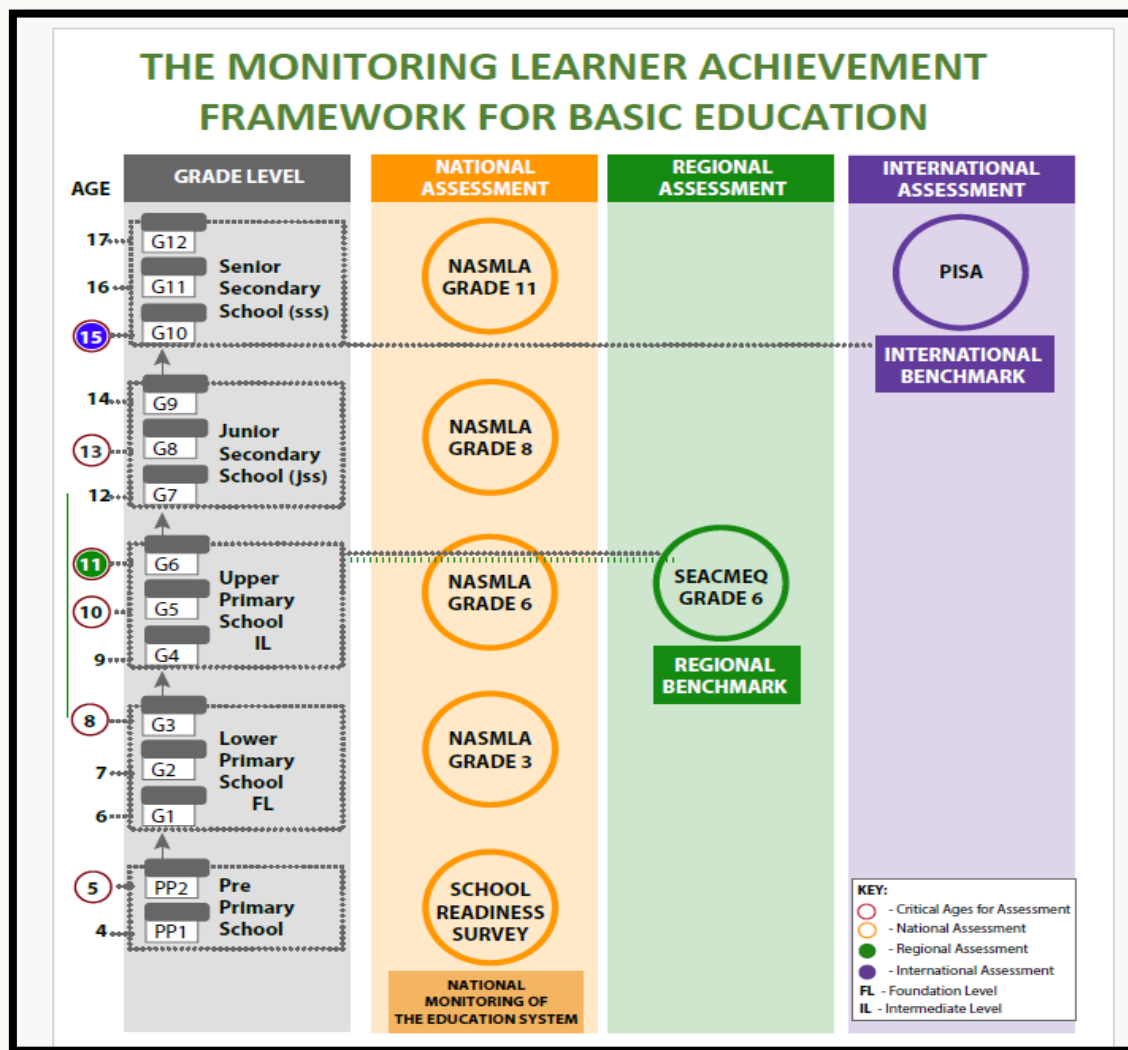 THE MONITORING LEARNER ACHIEVEMENT
FRAMEWORK FOR BASIC EDUCATION
AGE
GRADE LEVEL
NATIONAL
ASSESSMENT
REGIONAL
ASSESSMENT
INTERNATIONAL
ASSESSMENT
17
G12
16
G11
15
G10
Senior
Secondary
School (sss)
NASMLA
GRADE 11
PISA
INTERNATIONAL
BENCHMARK
14
G9
13
G8
12
G7
Junior
Secondary
School (Jss)
NASMLA
GRADE 8
11
G6
10
G5
9
G4
Upper
Primary
School
IL
NASMLA
GRADE 6
SEACMEQ
GRADE 6
REGIONAL
BENCHMARK
8
G3
7
G2
6
G1
Lower
Primary
School
FL
NASMLA
GRADE 3
5
PP2
4
PP1
Pre
Primary
School
SCHOOL
READINESS
SURVEY
NATIONAL
MONITORING OF
THE EDUCATION SYSTEM
KEY:
- Critical Ages for Assessment
- National Assessment
- Regional Assessment
- International Assessment
FL - Foundation Level
IL - Intermediate Level